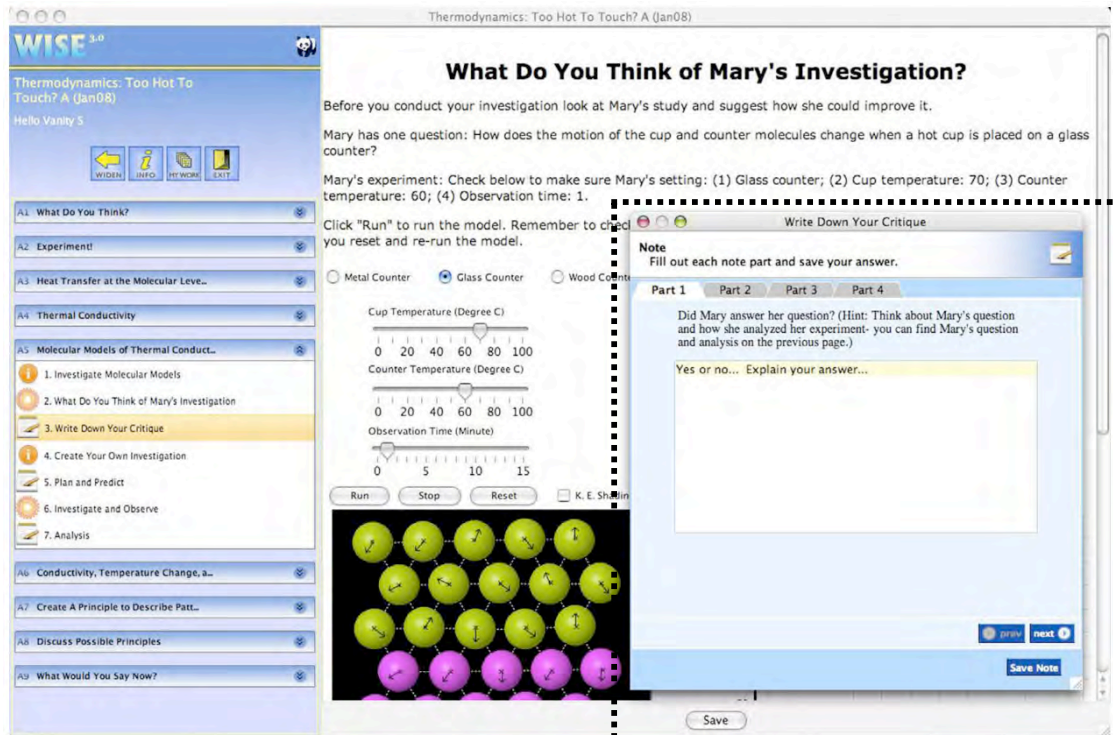 Thermodynamics: Too Hot To Touch? A (Jan08)
WISE 3.0
Thermodynamics: Too Hot To
Touch? A (Jan08)
Hello Vanity S
WIDEN INFO MY WORK EXIT
A1 What Do You Think?
A2 Experiment!
A3 Heat Transfer at the Molecular Leve...
A4 Thermal Conductivity
A5 Molecular Models of Thermal Conduct...
1. Investigate Molecular Models
2. What Do You Think of Mary's Investigation
3. Write Down Your Critique
4. Create Your Own Investigation
5. Plan and Predict
6. Investigate and Observe
7. Analysis
A6 Conductivity, Temperature Change, a...
A7 Create A Principle to Describe Patt...
A8 Discuss Possible Principles
A9 What Would You Say Now?
What Do You Think of Mary's Investigation?
Before you conduct your investigation look at Mary's study and suggest how she could improve it.
Mary has one question: How does the motion of the cup and counter molecules change when a hot cup is placed on a glass
counter?
Mary's experiment: Check below to make sure Mary's setting: (1) Glass counter; (2) Cup temperature: 70; (3) Counter
temperature: 60; (4) Observation time: 1.
Click "Run" to run the model. Remember to chec
you reset and re-run the model.
Metal Counter Glass Counter Wood Counte
Cup Temperature (Degree C)
0 20 40 60 80 100
Counter Temperature (Degree C)
0 20 40 60 80 100
Observation Time (Minute)
0 5 10 15
Run Stop Reset K. E. Shadin
Save
Write Down Your Critique
Note
Fill out each note part and save your answer.
Part 1 Part 2 Part 3 Part 4
Did Mary answer her question? (Hint: Think about Mary's question
and how she analyzed her experiment- you can find Mary's question
and analysis on the previous page.)
Yes or no... Explain your answer...
prev next
Save Note